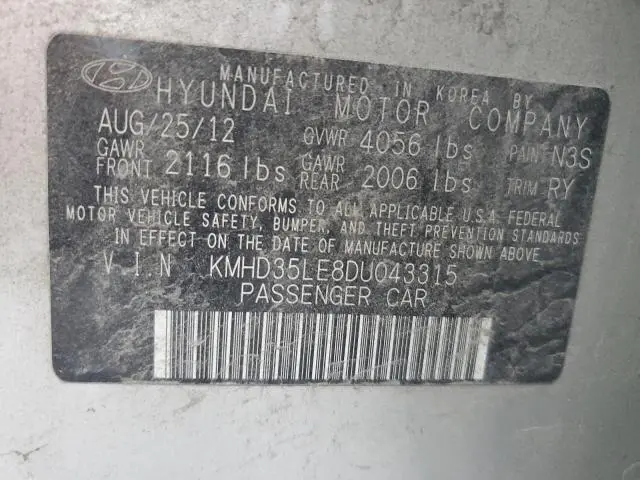 MANUFACTURED IN KOREA BY
HYUNDAI MOTOR COMPANY
AUG/25/12 GVWR 4056 lbs PAINT N3S
GAWR FRONT 2116 lbs GAWR REAR 2006 lbs TRIM RY
THIS VEHICLE CONFORMS TO ALL APPLICABLE U.S.A. FEDERAL
MOTOR VEHICLE SAFETY, BUMPER, AND THEFT PREVENTION STANDARDS
IN EFFECT ON THE DATE OF MANUFACTURE SHOWN ABOVE.
V I N KMHD35LE8DU043315
PASSENGER CAR